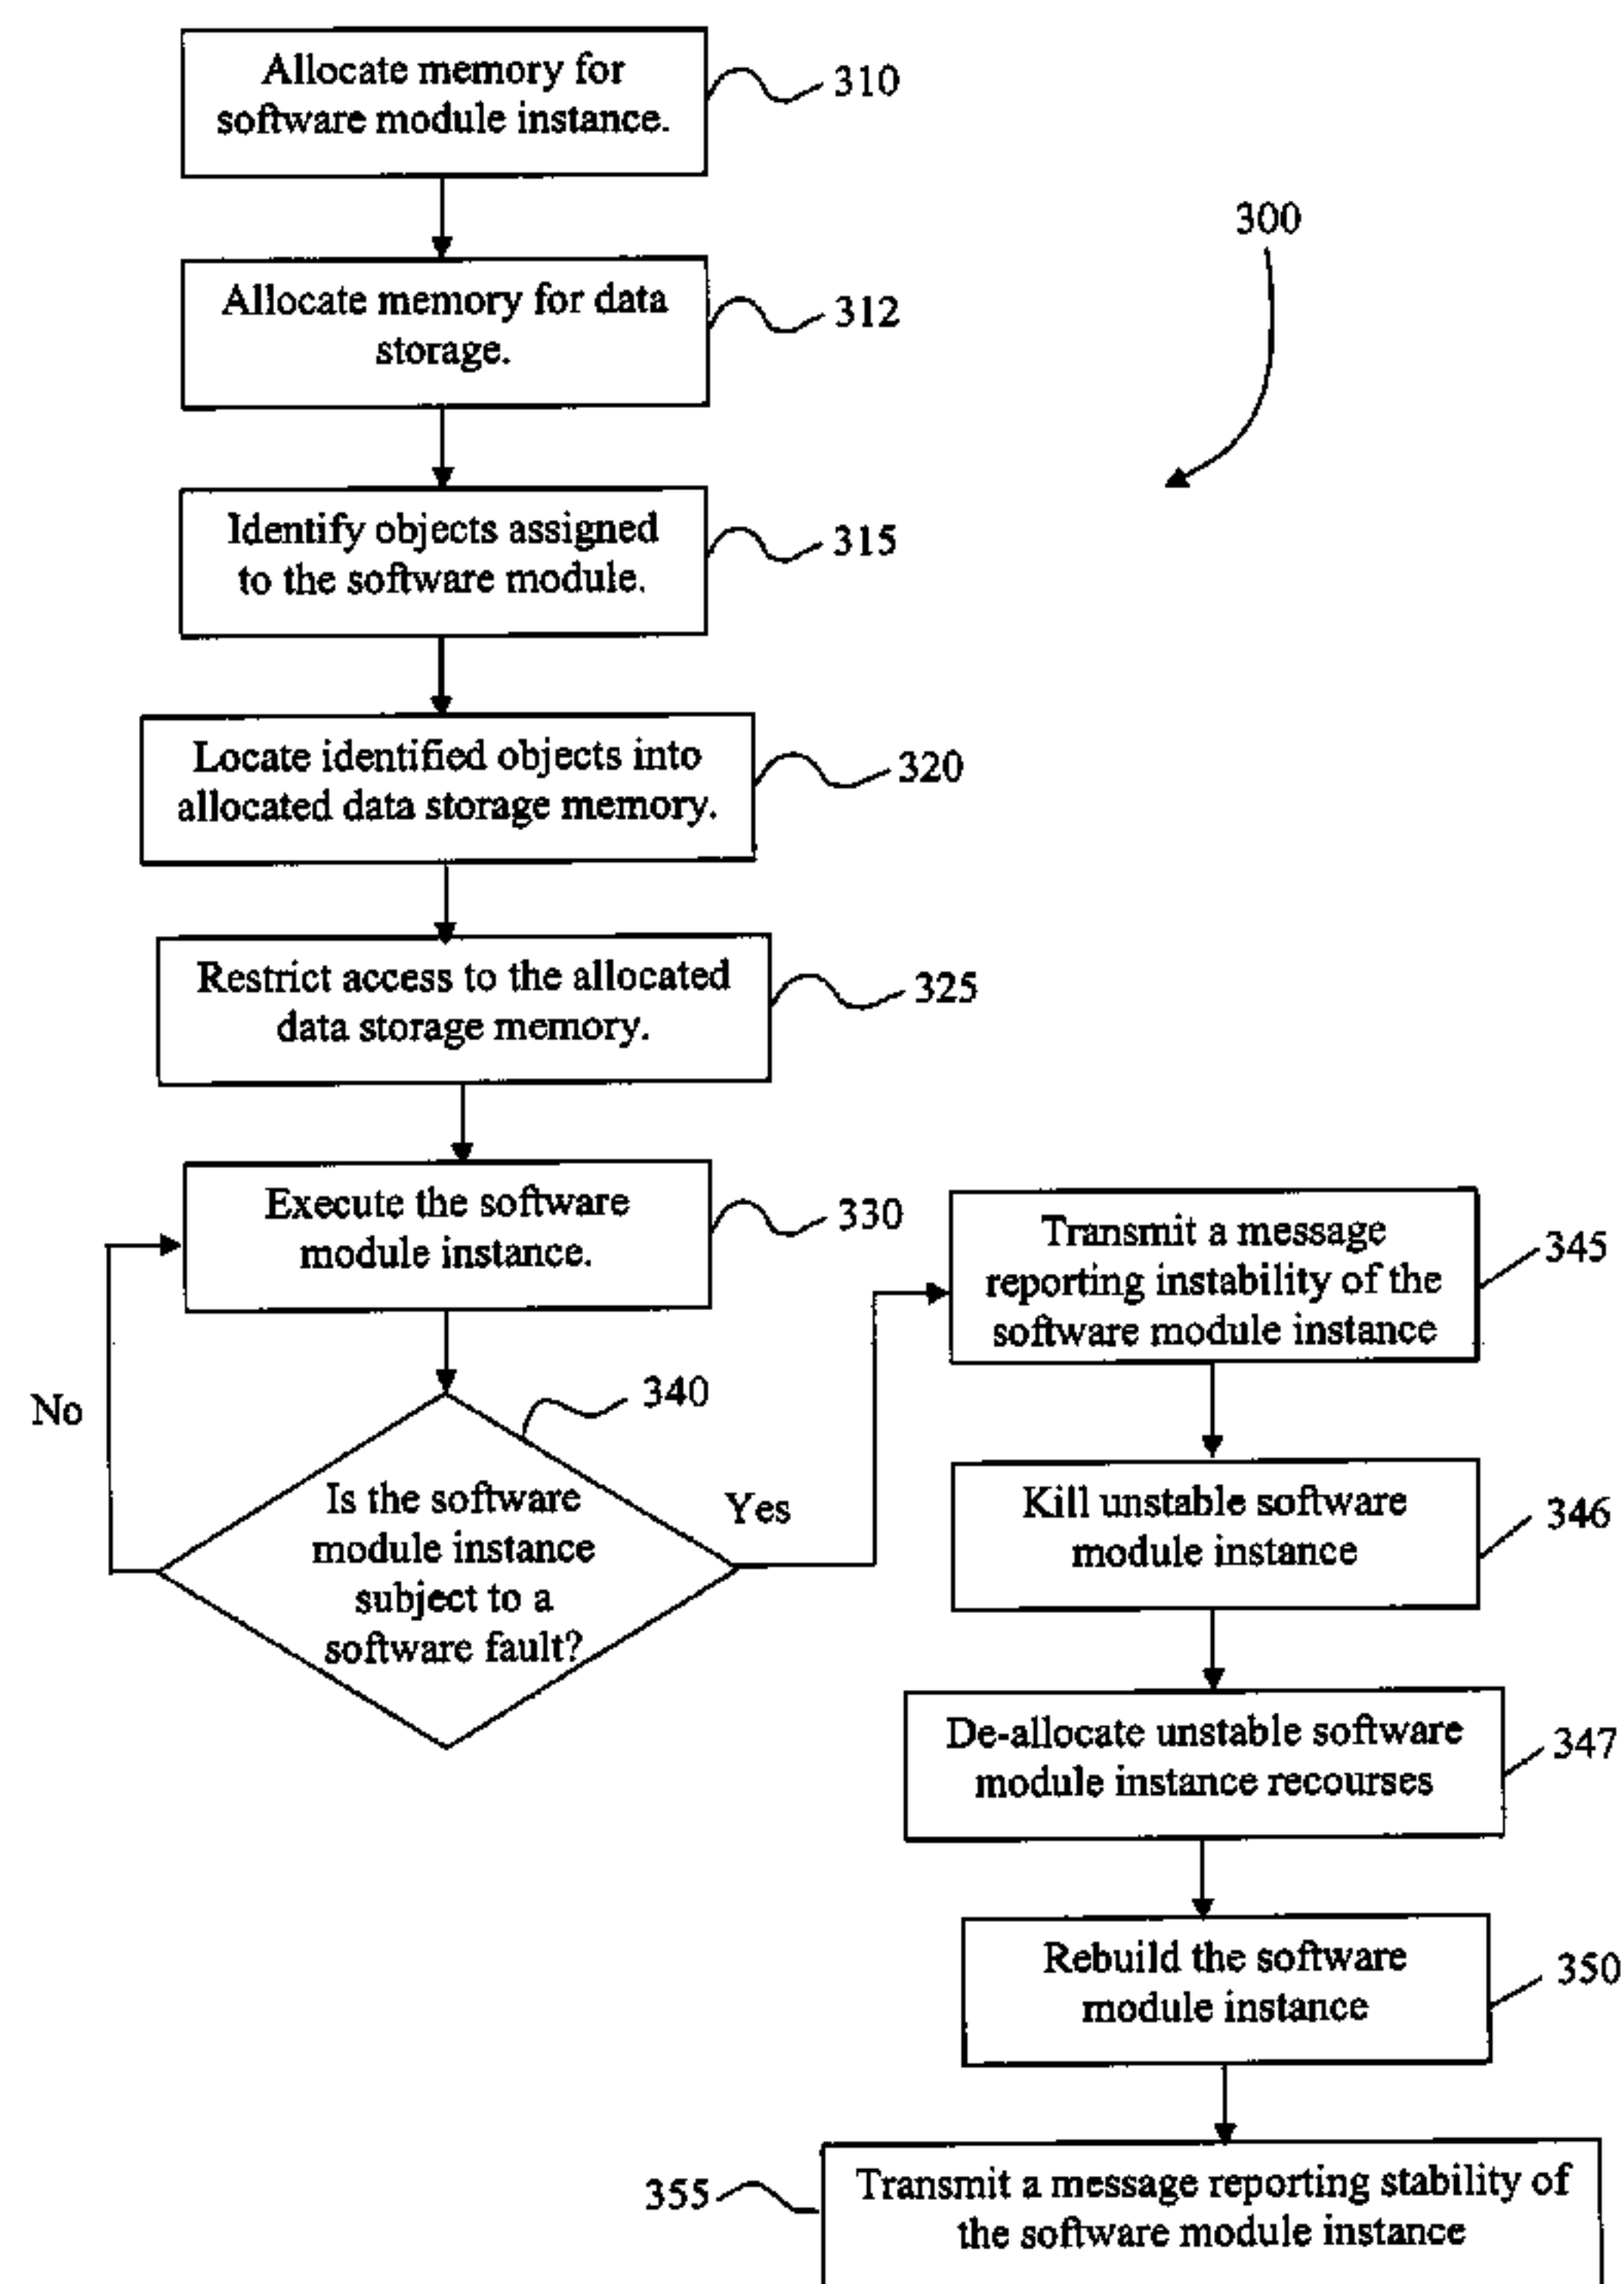 Allocate memory for
software module instance.
310
300
Allocate memory for data
storage.
312
Identify objects assigned
to the software module.
315
Locate identified objects into
allocated data storage memory.
320
Restrict access to the allocated
data storage memory.
325
Execute the software
module instance.
330
No
340
Is the software
module instance
subject to a
software fault?
Yes
Transmit a message
reporting instability of the
software module instance
345
Kill unstable software
module instance
346
De-allocate unstable software
module instance recourses
347
Rebuild the software
module instance
350
355
Transmit a message reporting stability of
the software module instance